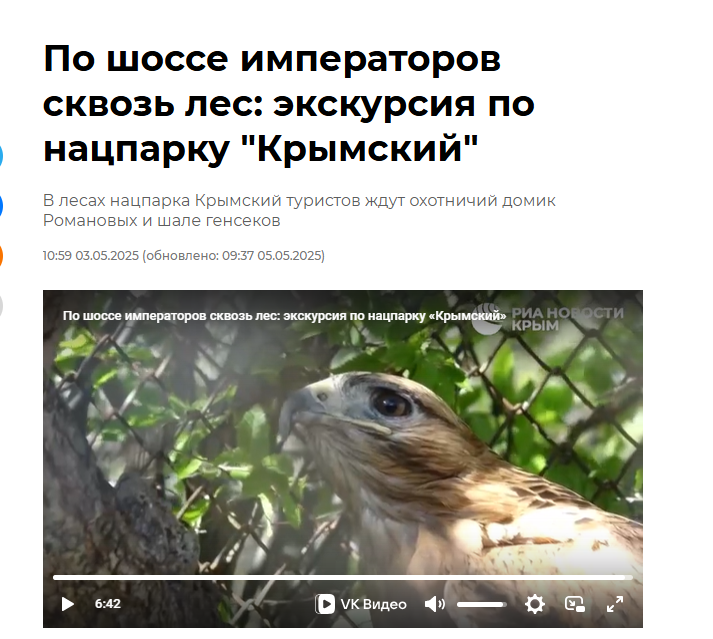 По шоссе императоров
сквозь лес: экскурсия по
нацпарку "Крымский"
В лесах нацпарка Крымский туристов ждут охотничий домик
Романовых и шале генсеков
10:59 03.05.2025 (обновлено: 09:37 05.05.2025)
По шоссе императоров сквозь лес: экскурсия по нацпарку «Крымский»
РИА НОВОСТИ
КРЫМ
6:42
VK Видео